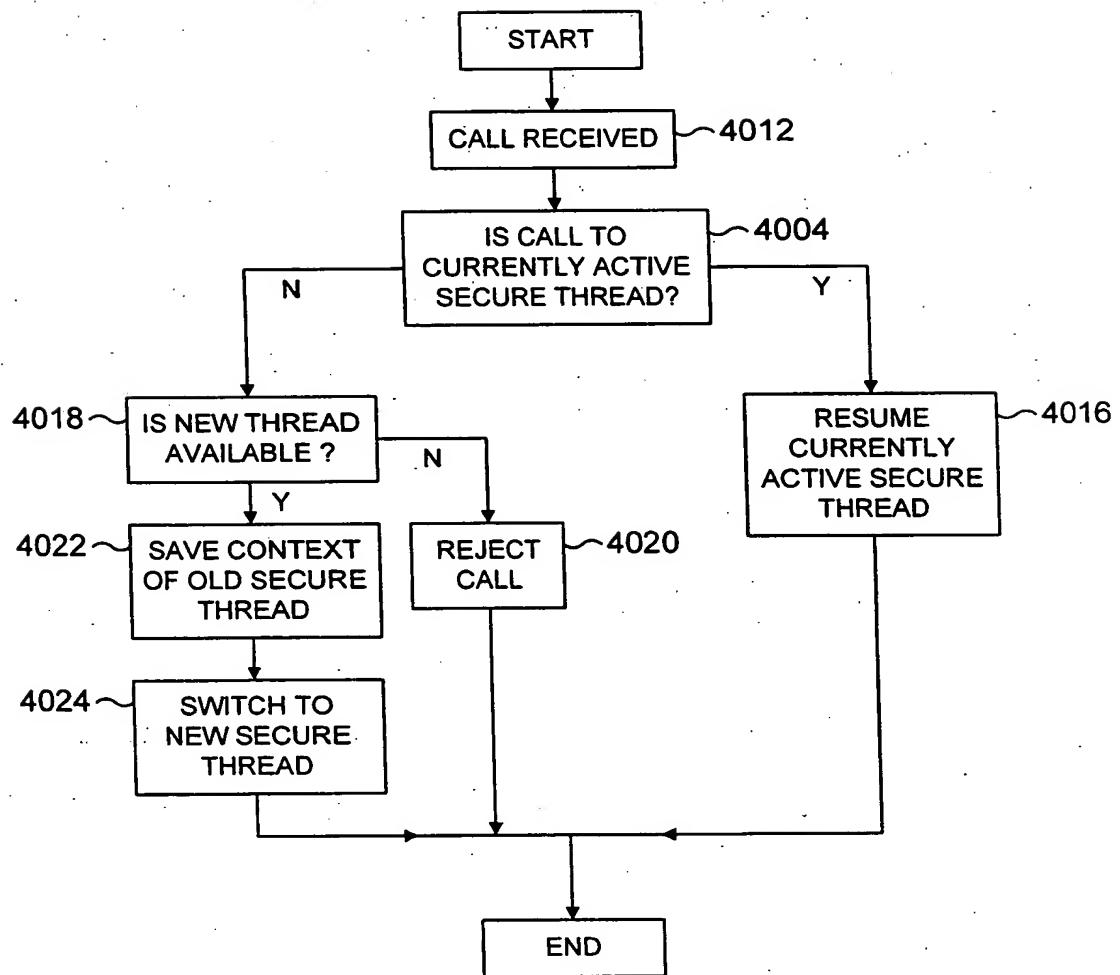 START
CALL RECEIVED
4012
IS CALL TO
CURRENTLY ACTIVE
SECURE THREAD?
4004
N
Y
4018
IS NEW THREAD
AVAILABLE ?
N
Y
RESUME
CURRENTLY
ACTIVE SECURE
THREAD
4016
4022
SAVE CONTEXT
OF OLD SECURE
THREAD
REJECT
CALL
4020
4024
SWITCH TO
NEW SECURE
THREAD
END